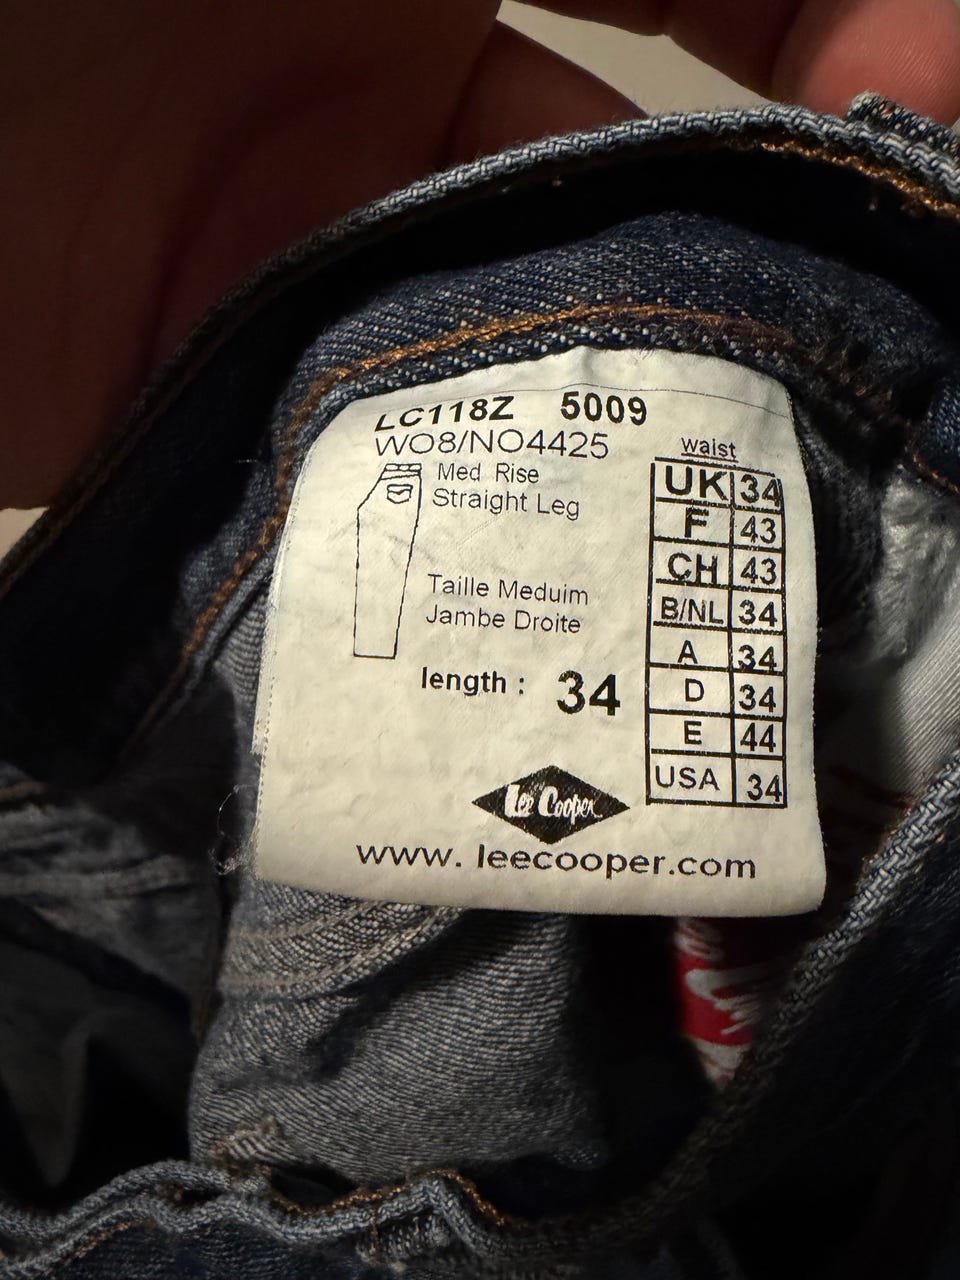 LC118Z 5009
WO8/NO4425
Med Rise
Straight Leg
Taille Meduim
Jambe Droite
length : 34
waist
UK 34
F 43
CH 43
B/NL 34
A 34
D 34
E 44
USA 34
Lee Cooper
www. leecooper.com